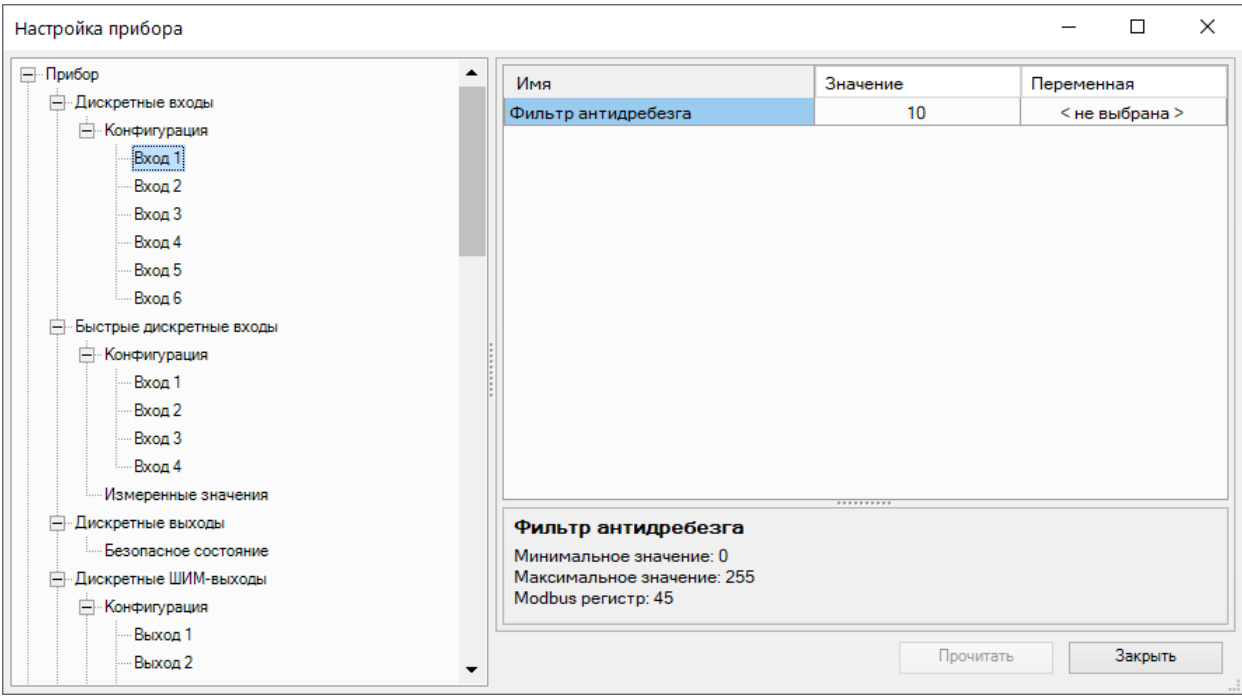 Настройка прибора
Прибор
Дискретные входы
Конфигурация
Вход 1
Вход 2
Вход 3
Вход 4
Вход 5
Вход 6
Быстрые дискретные входы
Конфигурация
Вход 1
Вход 2
Вход 3
Вход 4
Измеренные значения
Дискретные выходы
Безопасное состояние
Дискретные ШИМ-выходы
Конфигурация
Выход 1
Выход 2
Имя Значение Переменная
Фильтр антидребезга 10 < не выбрана >
Фильтр антидребезга
Минимальное значение: 0
Максимальное значение: 255
Modbus регистр: 45
Прочитать Закрыть